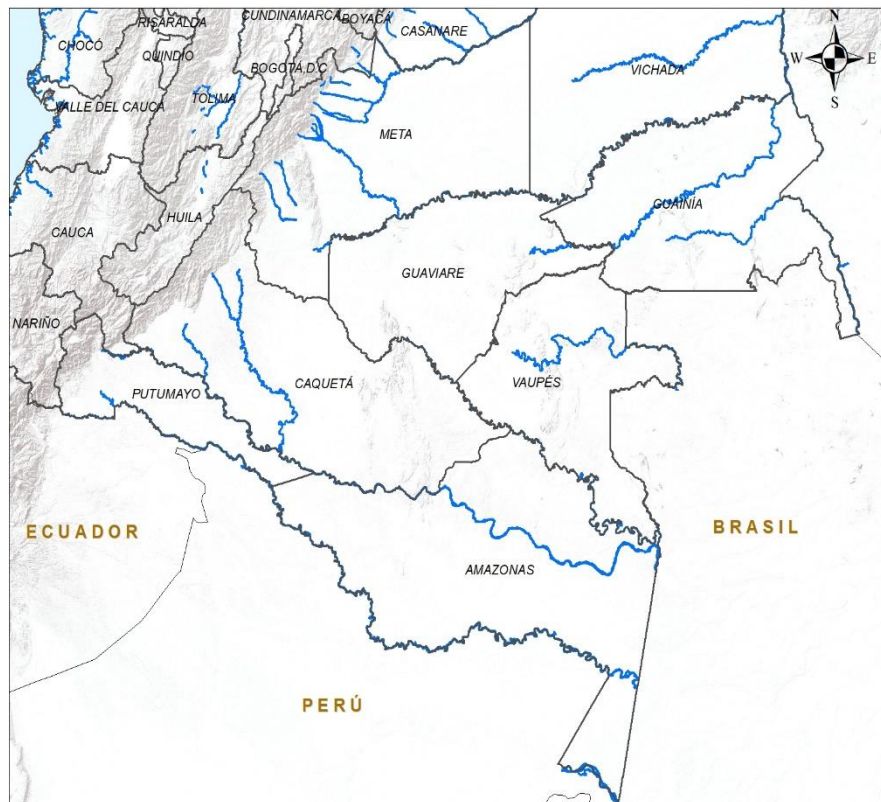 RISARALDA
CUNDINAMARCA
BOYACÁ
CASANARE
N
CHOCÓ
QUINDIO
BOGOTÁ,D.C
W
E
VICHADA
S
VALLE DEL CAUCA
TOLIMA
META
HUILA
GUAINÍA
CAUCA
GUAVIARE
NARIÑO
PUTUMAYO
CAQUETÁ
VAUPÉS
ECUADOR
BRASIL
AMAZONAS
PERÚ